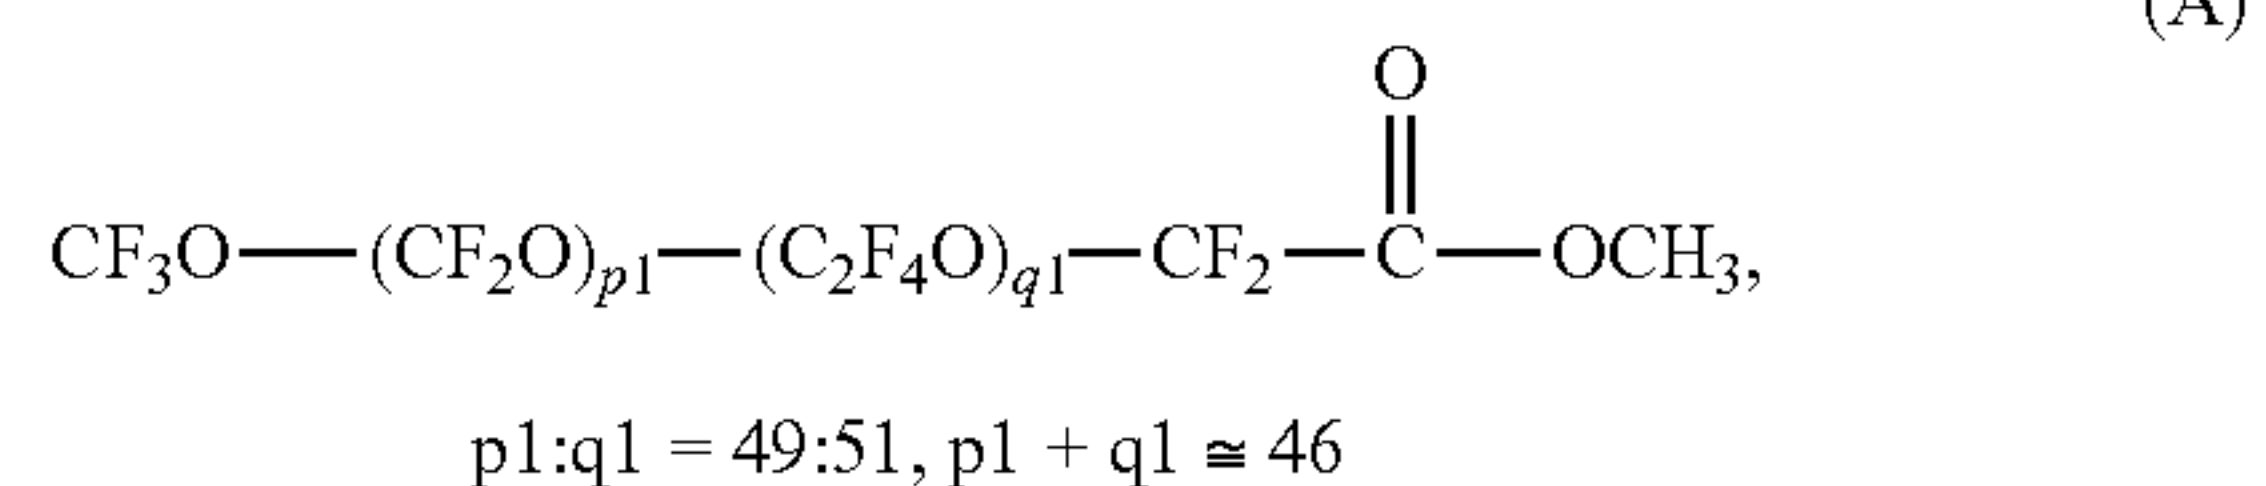 (A)
O
CF₃O—(CF₂O)ₚ₁—(C₂F₄O)q1—CF₂—C—OCH₃,
p1:q1 = 49:51, p1 + q1 ≅ 46